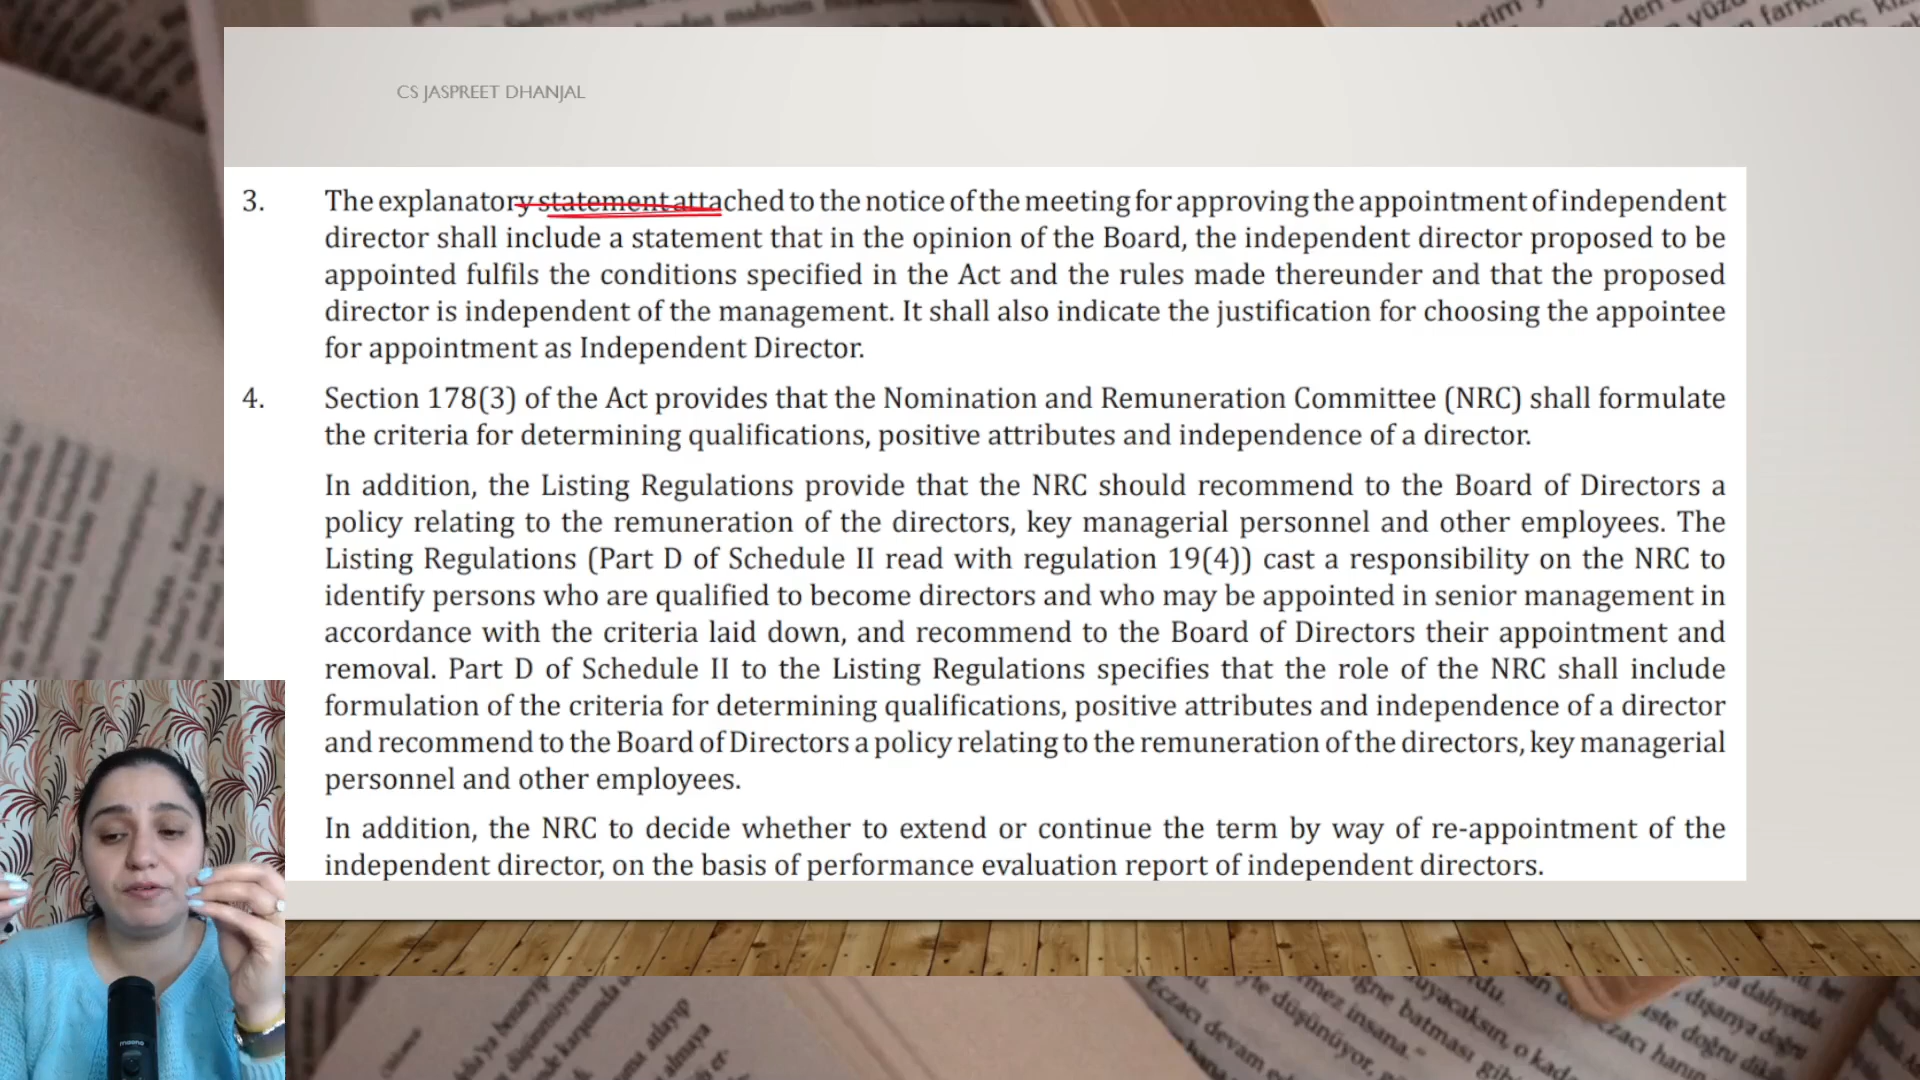 CS JASPREET DHANJAL
3. The explanatory statement attached to the notice of the meeting for approving the appointment of independent
director shall include a statement that in the opinion of the Board, the independent director proposed to be
appointed fulfils the conditions specified in the Act and the rules made thereunder and that the proposed
director is independent of the management. It shall also indicate the justification for choosing the appointee
for appointment as Independent Director.
4. Section 178(3) of the Act provides that the Nomination and Remuneration Committee (NRC) shall formulate
the criteria for determining qualifications, positive attributes and independence of a director.
In addition, the Listing Regulations provide that the NRC should recommend to the Board of Directors a
policy relating to the remuneration of the directors, key managerial personnel and other employees. The
Listing Regulations (Part D of Schedule II read with regulation 19(4)) cast a responsibility on the NRC to
identify persons who are qualified to become directors and who may be appointed in senior management in
accordance with the criteria laid down, and recommend to the Board of Directors their appointment and
removal. Part D of Schedule II to the Listing Regulations specifies that the role of the NRC shall include
formulation of the criteria for determining qualifications, positive attributes and independence of a director
and recommend to the Board of Directors a policy relating to the remuneration of the directors, key managerial
personnel and other employees.
In addition, the NRC to decide whether to extend or continue the term by way of re-appointment of the
independent director, on the basis of performance evaluation report of independent directors.
maono
Eczacı devam
düşünüyor,
mez insana."
batması
doğru